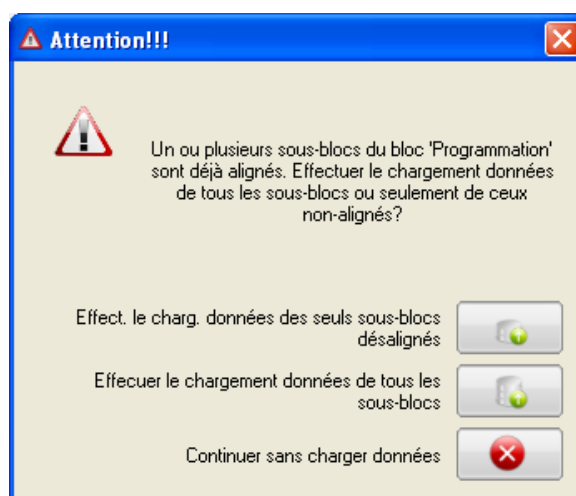 Attention!!!
Un ou plusieurs sous-blocs du bloc 'Programmation'
sont déjà alignés. Effectuer le chargement données
de tous les sous-blocs ou seulement de ceux
non-alignés?
Effect. le charg. données des seuls sous-blocs
désalignés
Effecuer le chargement données de tous les
sous-blocs
Continuer sans charger données